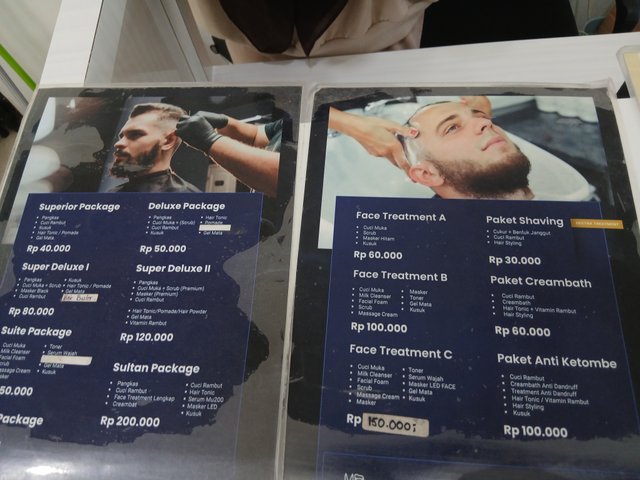 Superior Package
Pangkas
Cuci Rambut
Kusuk
Hair Tonic / Pomade
Gel Mata
Rp 40.000
Deluxe Package
Pangkas
Cuci Muka + (Scrub)
Cuci Rambut
Kusuk
Hair Tonic
Pomade
Gel Mata
Rp 50.000
Super Deluxe I
Pangkas
Cuci Muka + Scrub
Masker Black
Cuci Rambut
Kusuk
Hair Tonic / Pomade
Gel Mata
Rp 80.000
Super Deluxe II
Pangkas
Cuci Muka + Scrub (Premium)
Masker (Premium)
Cuci Rambut
Hair Tonic/Pomade/Hair Powder
Gel Mata
Vitamin Rambut
Rp 120.000
Suite Package
Cuci Muka
Milk Cleanser
Facial Foam
Scrub
Massage Cream
Toner
Serum Wajah
Gel Mata
Kusuk
50.000
Package
Sultan Package
Pangkas
Cuci Rambut
Face Treatment Lengkap
Creambat
Cuci Rambut
Hair Tonic
Serum Mu200
Masker LED
Kusuk
Rp 200.000
Face Treatment A
Cuci Muka
Scrub
Masker Hitam
Kusuk
Rp 60.000
Paket Shaving
Cukur + Bentuk Janggut
Cuci Rambut
Hair Styling
Rp 30.000
Face Treatment B
Cuci Muka
Milk Cleanser
Facial Foam
Scrub
Massage Cream
Masker
Toner
Gel Mata
Kusuk
Rp 100.000
Paket Creambath
Cuci Rambut
Creambath
Hair Tonic + Vitamin Rambut
Hair Styling
Rp 60.000
Face Treatment C
Cuci Muka
Milk Cleanser
Facial Foam
Scrub
Massage Cream
Masker
Toner
Serum Wajah
Masker LED FACE
Gel Mata
Kusuk
Rp 150.000;
Paket Anti Ketombe
Cuci Rambut
Creambath Anti Dandruff
Treatment Anti Dandruff
Hair Tonic / Vitamin Rambut
Hair Styling
Kusuk
Rp 100.000